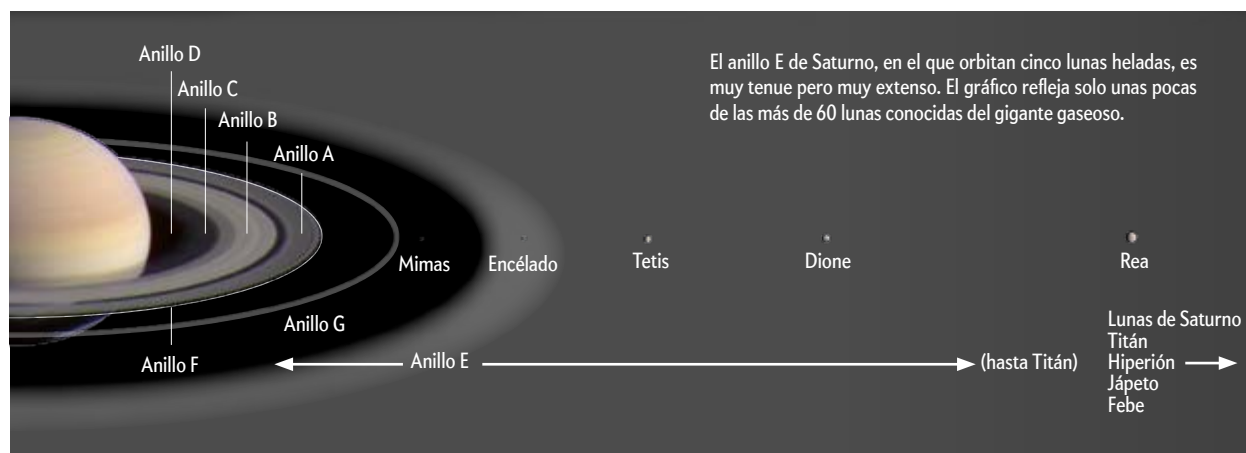 Anillo D
Anillo C
Anillo B
Anillo A
El anillo E de Saturno, en el que orbitan cinco lunas heladas, es
muy tenue pero muy extenso. El gráfico refleja solo unas pocas
de las más de 60 lunas conocidas del gigante gaseoso.
Mimas
Encélado
Tetis
Dione
Rea
Anillo G
Anillo F
Anillo E
(hasta Titán)
Lunas de Saturno
Titán
Hiperión
Jápeto
Febe